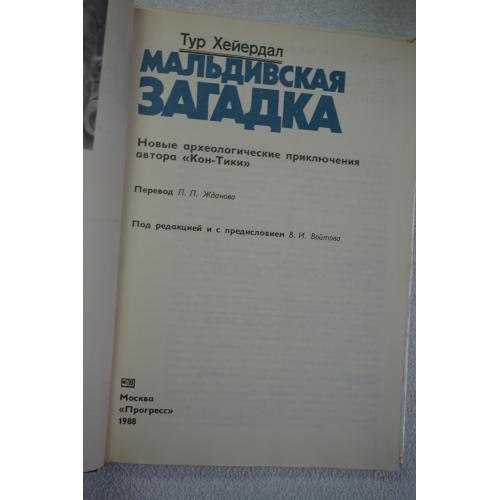 Тур Хейердал
МАЛЬДИВСКАЯ
ЗАГАДКА
Новые археологические приключения
автора «Кон-Тики»
Перевод Л. Л. Жданова
Под редакцией и с предисловием В. И. Войтова
Москва
«Прогресс»
1988